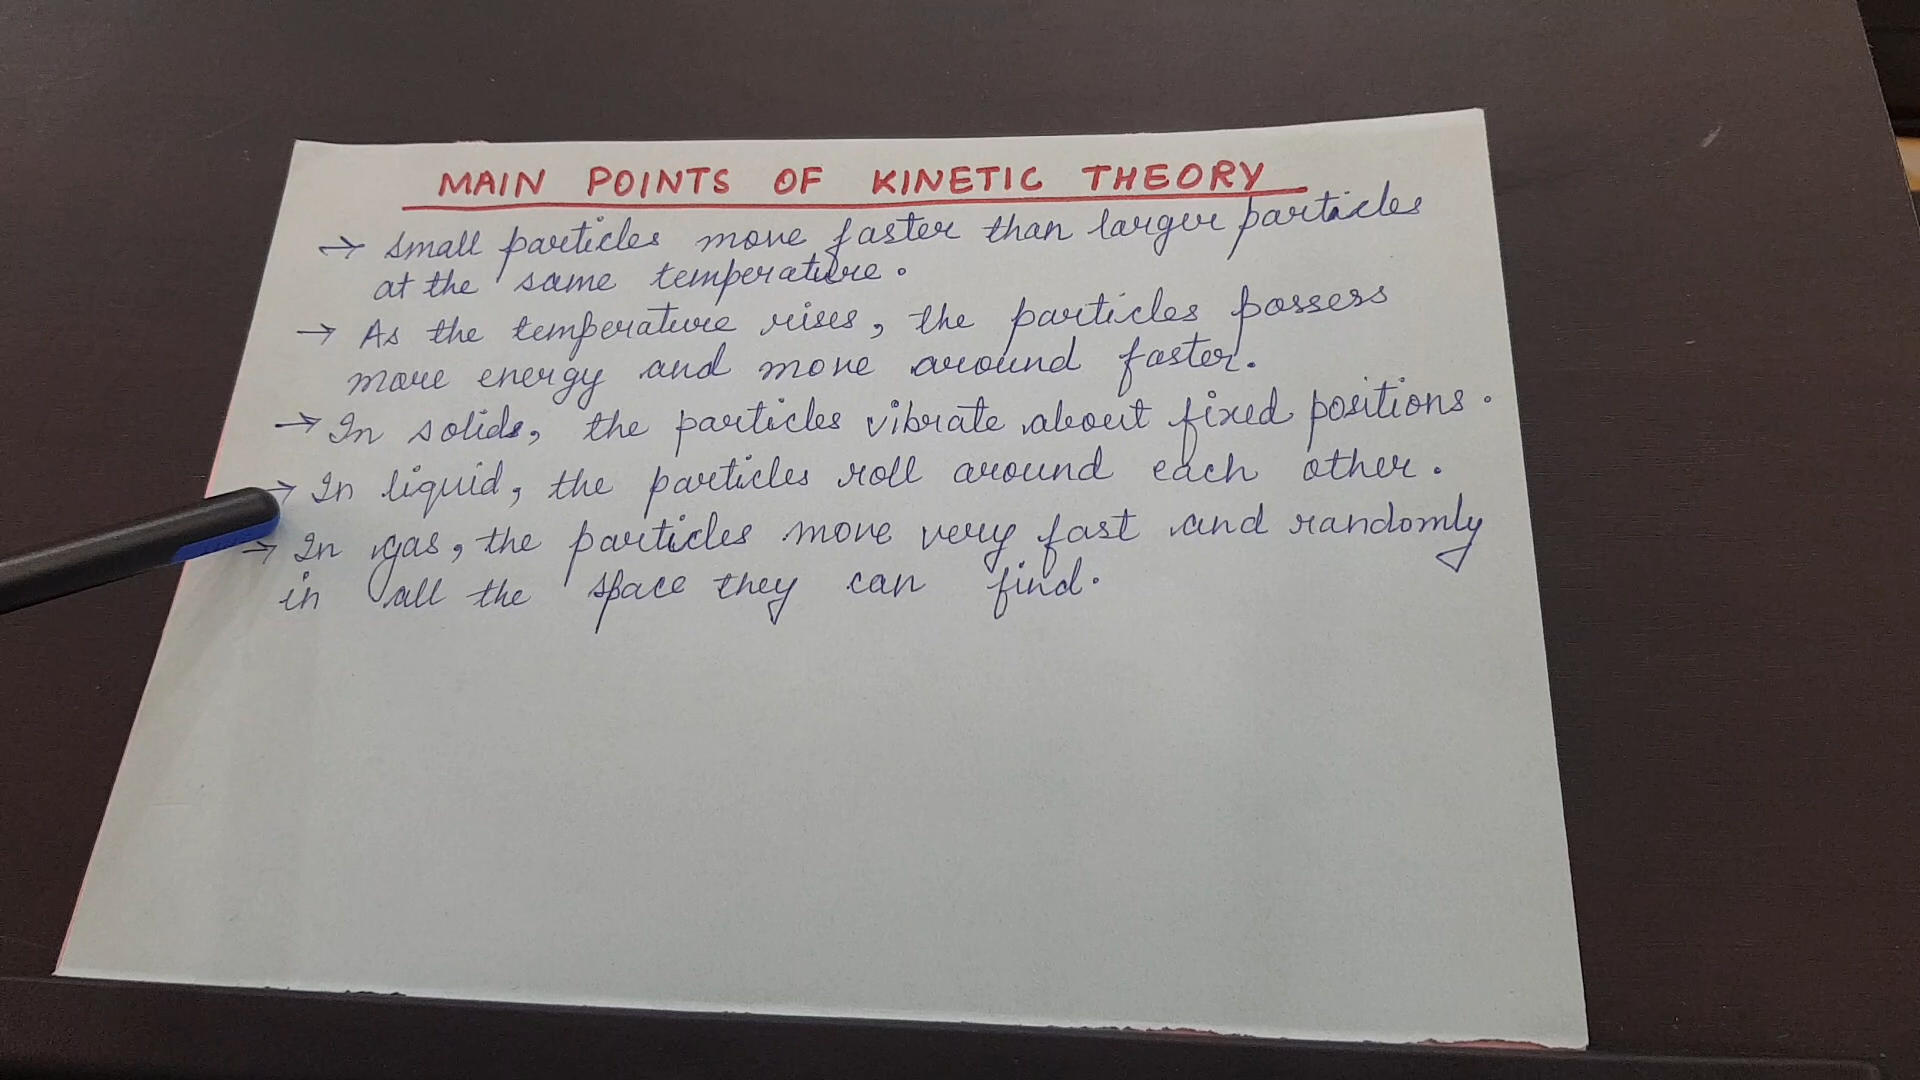 MAIN POINTS OF KINETIC THEORY
→ Small particles move faster than larger particles
at the same temperature.
→ As the temperature rises, the particles possess
more energy and move around faster.
→ In solids, the particles vibrate about fixed positions.
→ In liquid, the particles roll around each other.
→ In gas, the particles move very fast and randomly
in all the space they can find.